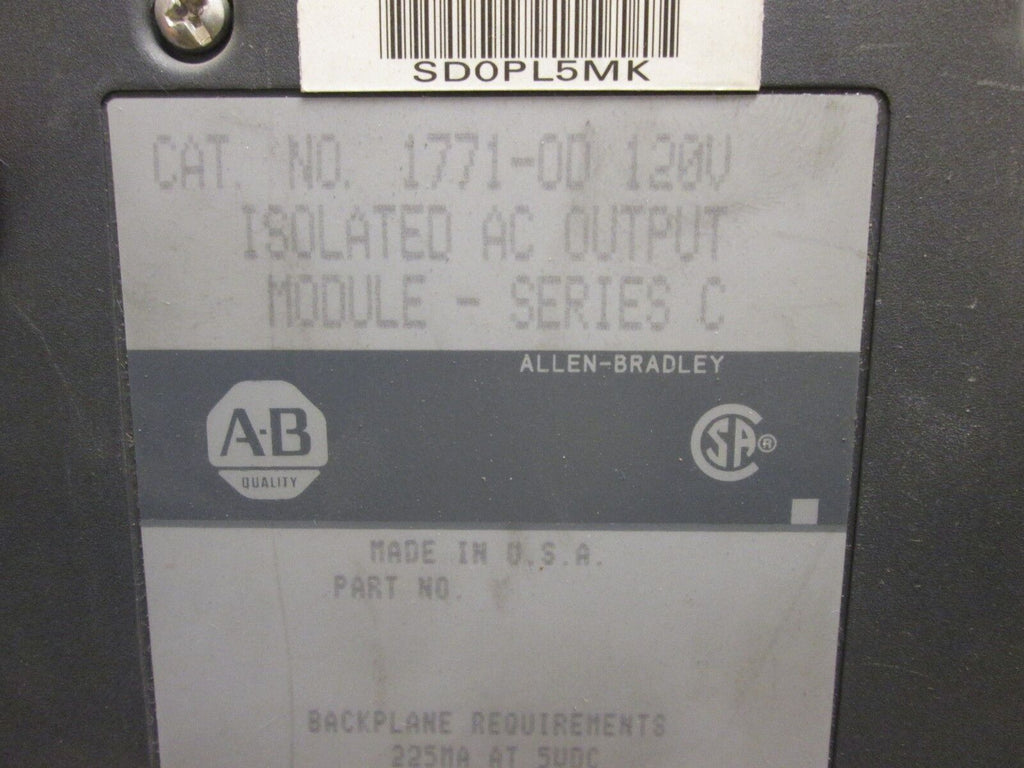 SD0PL5MK
CAT. NO. 1771-OD 120V
ISOLATED AC OUTPUT
MODULE - SERIES C
ALLEN-BRADLEY
A-B
QUALITY
SA®
MADE IN U.S.A.
PART NO.
BACKPLANE REQUIREMENTS
225MA AT 5VDC